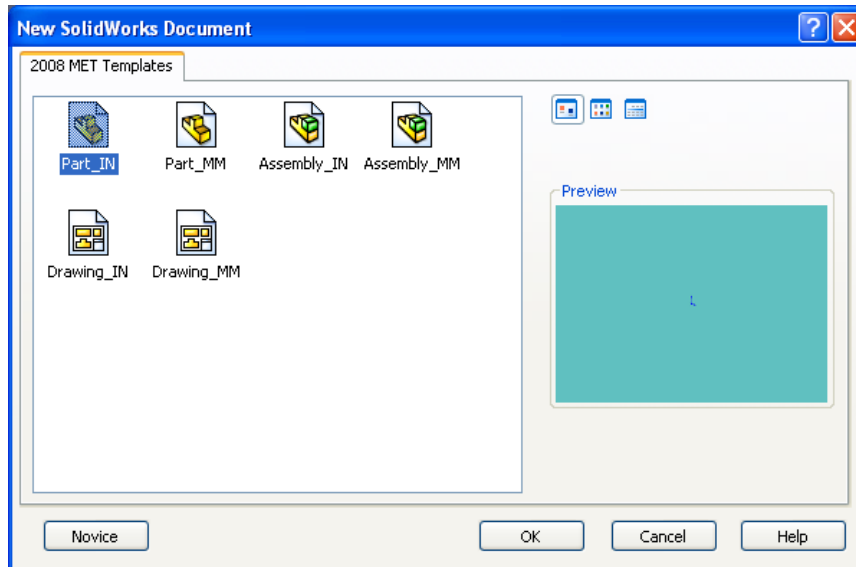 New SolidWorks Document
2008 MET Templates
Part_IN
Part_MM
Assembly_IN
Assembly_MM
Preview
Drawing_IN
Drawing_MM
Novice
OK
Cancel
Help